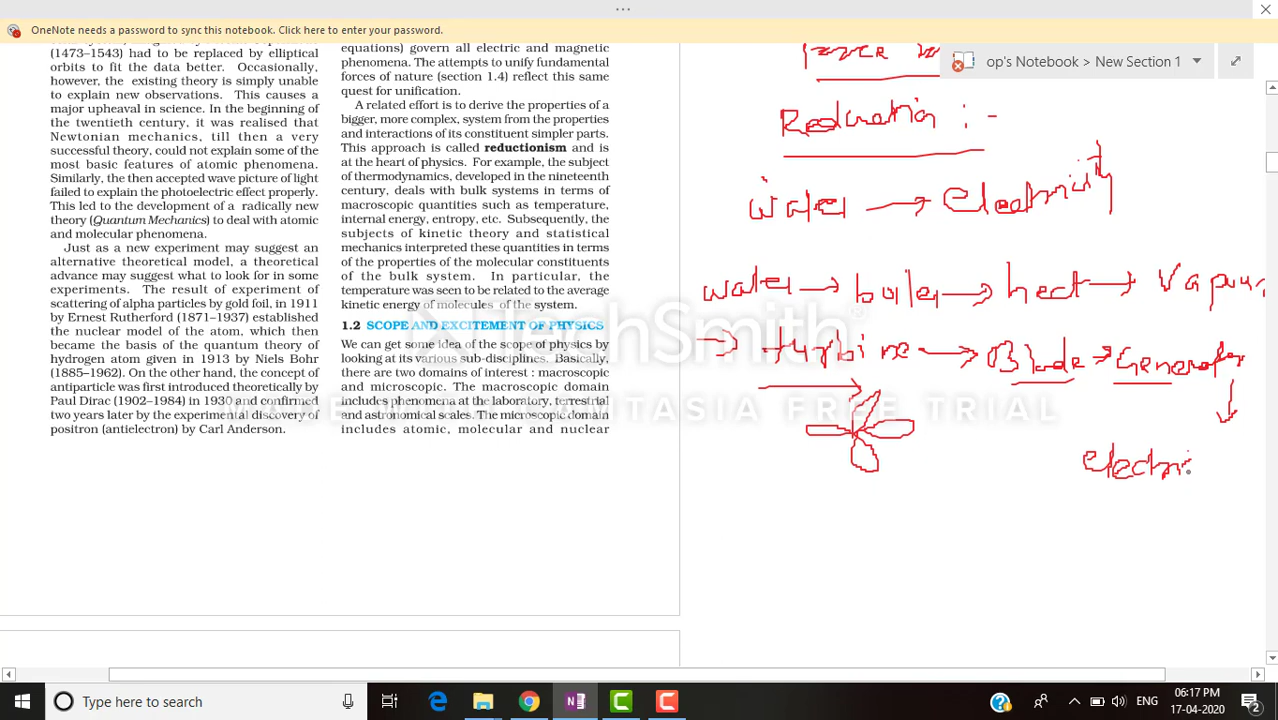 OneNote needs a password to sync this notebook. Click here to enter your password.
(1473–1543) had to be replaced by elliptical
orbits to fit the data better. Occasionally,
however, the existing theory is simply unable
to explain new observations. This causes a
major upheaval in science. In the beginning of
the twentieth century, it was realised that
Newtonian mechanics, till then a very
successful theory, could not explain some of the
most basic features of atomic phenomena.
Similarly, the then accepted wave picture of light
failed to explain the photoelectric effect properly.
This led to the development of a radically new
theory (Quantum Mechanics) to deal with atomic
and molecular phenomena.
Just as a new experiment may suggest an
alternative theoretical model, a theoretical
advance may suggest what to look for in some
experiments. The result of experiment of
scattering of alpha particles by gold foil, in 1911
by Ernest Rutherford (1871–1937) established
the nuclear model of the atom, which then
became the basis of the quantum theory of
hydrogen atom given in 1913 by Niels Bohr
(1885–1962). On the other hand, the concept of
antiparticle was first introduced theoretically by
Paul Dirac (1902–1984) in 1930 and confirmed
two years later by the experimental discovery of
positron (antielectron) by Carl Anderson.
equations) govern all electric and magnetic
phenomena. The attempts to unify fundamental
forces of nature (section 1.4) reflect this same
quest for unification.
A related effort is to derive the properties of a
bigger, more complex, system from the properties
and interactions of its constituent simpler parts.
This approach is called reductionism and is
at the heart of physics. For example, the subject
of thermodynamics, developed in the nineteenth
century, deals with bulk systems in terms of
macroscopic quantities such as temperature,
internal energy, entropy, etc. Subsequently, the
subjects of kinetic theory and statistical
mechanics interpreted these quantities in terms
of the properties of the molecular constituents
of the bulk system. In particular, the
temperature was seen to be related to the average
kinetic energy of molecules of the system.
1.2 SCOPE AND EXCITEMENT OF PHYSICS
We can get some idea of the scope of physics by
looking at its various sub-disciplines. Basically,
there are two domains of interest : macroscopic
and microscopic. The macroscopic domain
includes phenomena at the laboratory, terrestrial
and astronomical scales. The microscopic domain
includes atomic, molecular and nuclear
op's Notebook > New Section 1
: -
water → Electricity
water → boiler → heat → Vapour
→ turbine → Blade → Generator
↓
electri
TechSmith
MADE WITH CAMTASIA FREE TRIAL
Type here to search
ENG
06:17 PM
17-04-2020
2